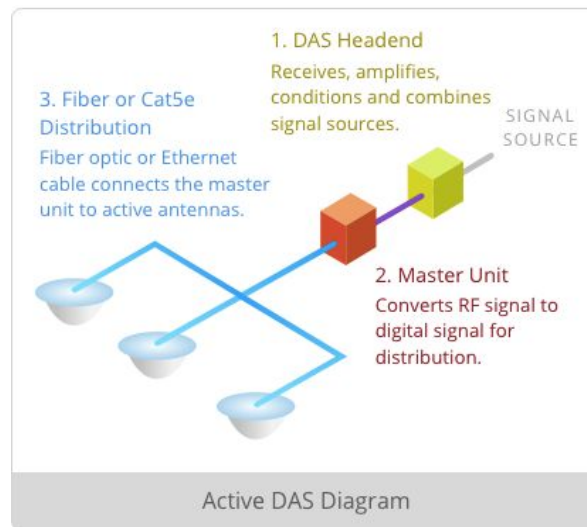 1. DAS Headend
Receives, amplifies,
conditions and combines
signal sources.
SIGNAL
SOURCE
3. Fiber or Cat5e
Distribution
Fiber optic or Ethernet
cable connects the master
unit to active antennas.
2. Master Unit
Converts RF signal to
digital signal for
distribution.
Active DAS Diagram